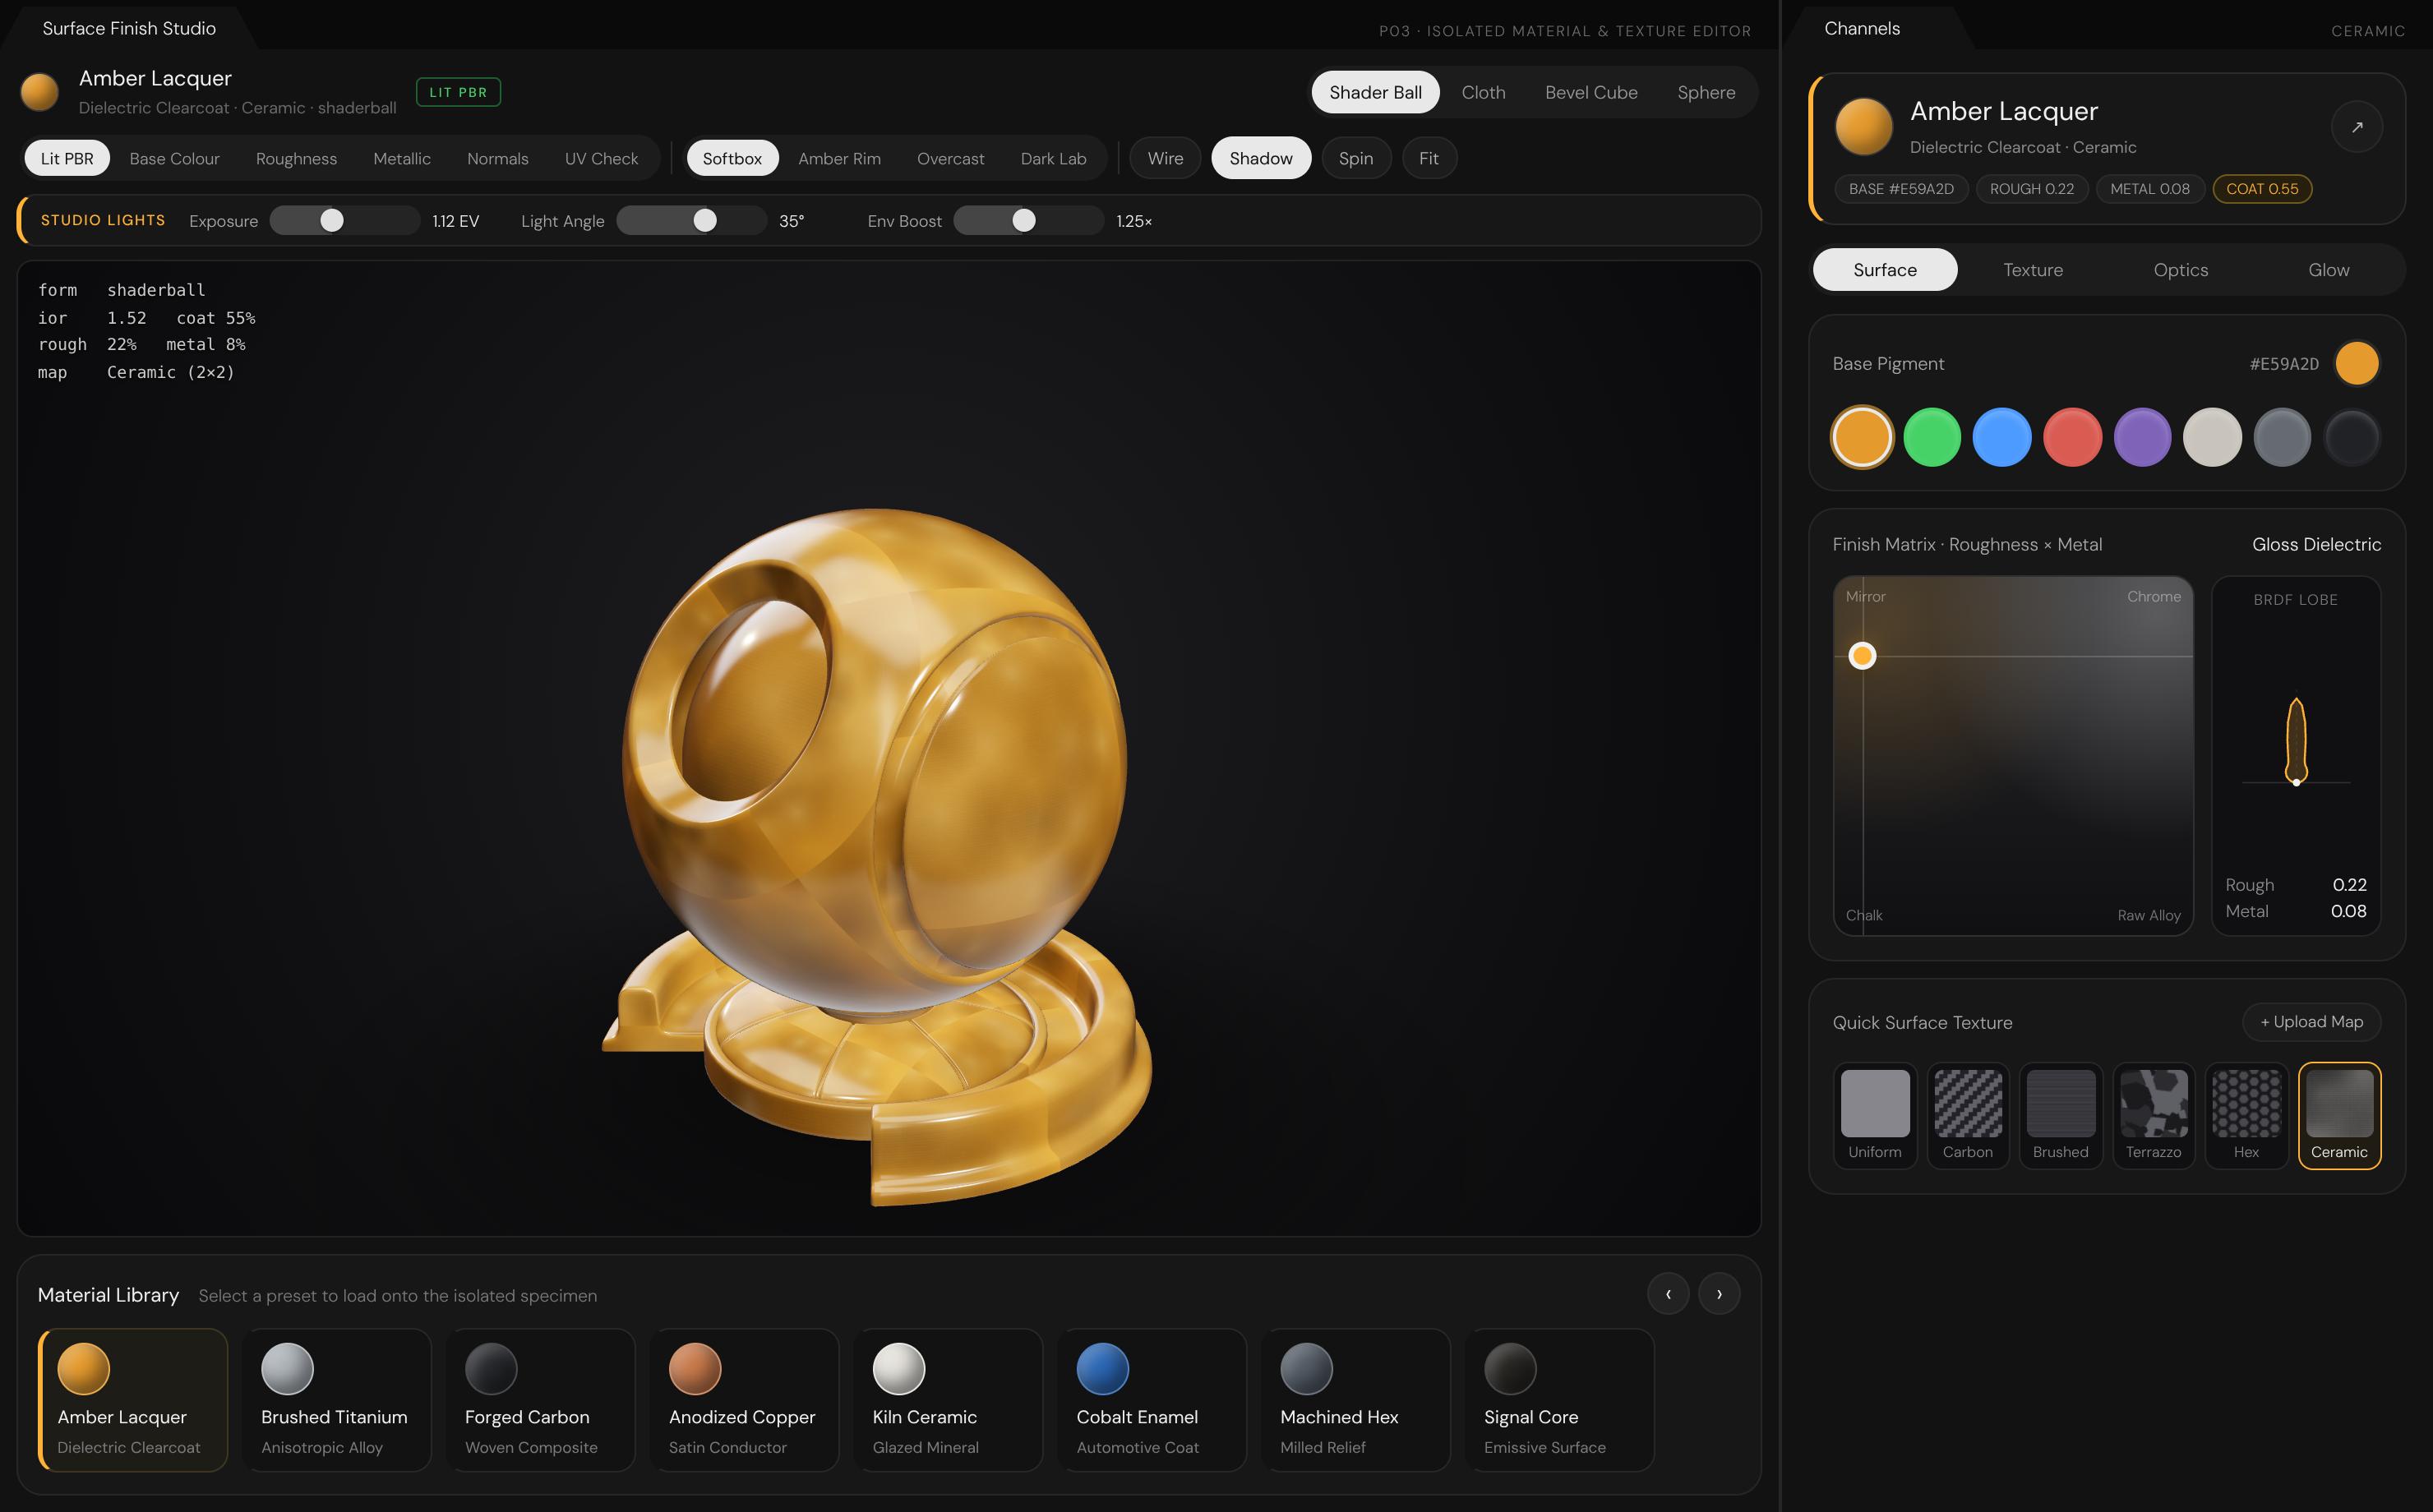 Surface Finish Studio
P03 · ISOLATED MATERIAL & TEXTURE EDITOR
Amber Lacquer
Dielectric Clearcoat · Ceramic · shaderball
LIT PBR
Shader Ball Cloth Bevel Cube Sphere
Lit PBR Base Colour Roughness Metallic Normals UV Check
Softbox Amber Rim Overcast Dark Lab
Wire Shadow Spin Fit
STUDIO LIGHTS Exposure 1.12 EV Light Angle 35° Env Boost 1.25×
form shaderball
ior 1.52 coat 55%
rough 22% metal 8%
map Ceramic (2×2)
Material Library Select a preset to load onto the isolated specimen
‹ ›
Amber Lacquer
Dielectric Clearcoat
Brushed Titanium
Anisotropic Alloy
Forged Carbon
Woven Composite
Anodized Copper
Satin Conductor
Kiln Ceramic
Glazed Mineral
Cobalt Enamel
Automotive Coat
Machined Hex
Milled Relief
Signal Core
Emissive Surface
Channels
CERAMIC
Amber Lacquer
Dielectric Clearcoat · Ceramic
↗
BASE #E59A2D ROUGH 0.22 METAL 0.08 COAT 0.55
Surface Texture Optics Glow
Base Pigment #E59A2D
Finish Matrix · Roughness × Metal Gloss Dielectric
Mirror Chrome
Chalk Raw Alloy
BRDF LOBE
Rough 0.22
Metal 0.08
Quick Surface Texture + Upload Map
Uniform Carbon Brushed Terrazzo Hex Ceramic